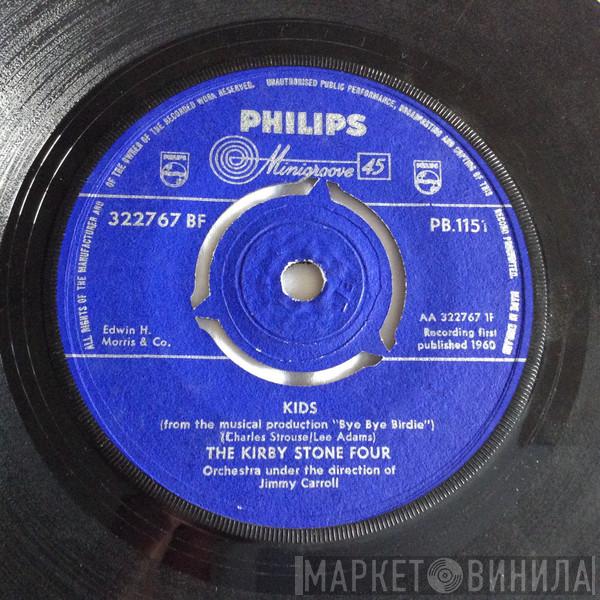 ALL RIGHTS OF THE MANUFACTURER AND OF THE OWNER OF THE RECORDED WORK RESERVED. UNAUTHORISED PUBLIC PERFORMANCE, BROADCASTING AND COPYING OF THIS RECORD PROHIBITED. MADE IN ENGLAND
PHILIPS
Minigroove 45
PHILIPS
PHILIPS
322767 BF
PB.1151
AA 322767 1F
Edwin H.
Morris & Co.
Recording first
published 1960
KIDS
(from the musical production "Bye Bye Birdie")
(Charles Strouse/Lee Adams)
THE KIRBY STONE FOUR
Orchestra under the direction of
Jimmy Carroll
МАРКЕТ ВИНИЛА